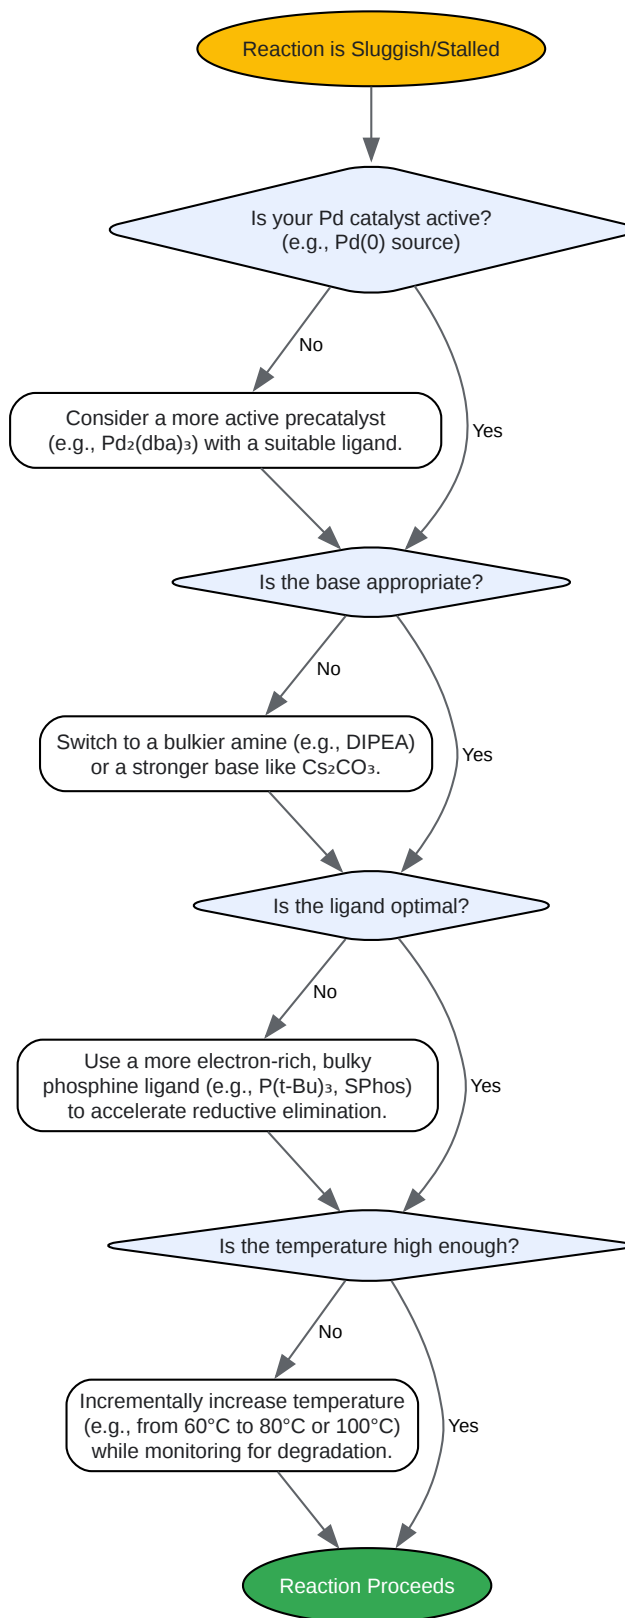 Reaction is Sluggish/Stalled
Is your Pd catalyst active?
(e.g., Pd(0) source)
No
Yes
Consider a more active precatalyst
(e.g., Pd₂(dba)₃) with a suitable ligand.
Is the base appropriate?
No
Yes
Switch to a bulkier amine (e.g., DIPEA)
or a stronger base like Cs₂CO₃.
Is the ligand optimal?
No
Yes
Use a more electron-rich, bulky
phosphine ligand (e.g., P(t-Bu)₃, SPhos)
to accelerate reductive elimination.
Is the temperature high enough?
No
Yes
Incrementally increase temperature
(e.g., from 60°C to 80°C or 100°C)
while monitoring for degradation.
Reaction Proceeds